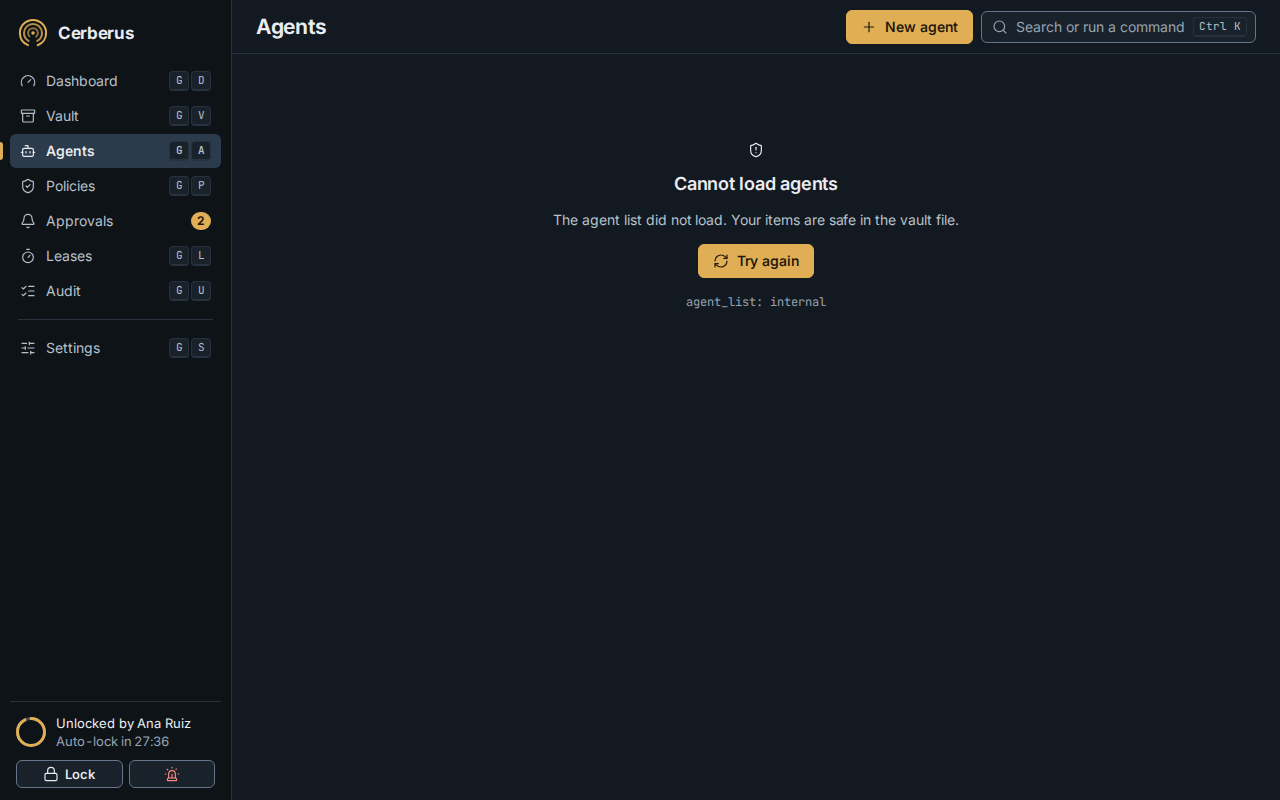 Cerberus
Dashboard G D
Vault G V
Agents G A
Policies G P
Approvals 2
Leases G L
Audit G U
Settings G S
Unlocked by Ana Ruiz
Auto-lock in 27:36
Lock
Agents
New agent
Search or run a command Ctrl K
Cannot load agents
The agent list did not load. Your items are safe in the vault file.
Try again
agent_list: internal